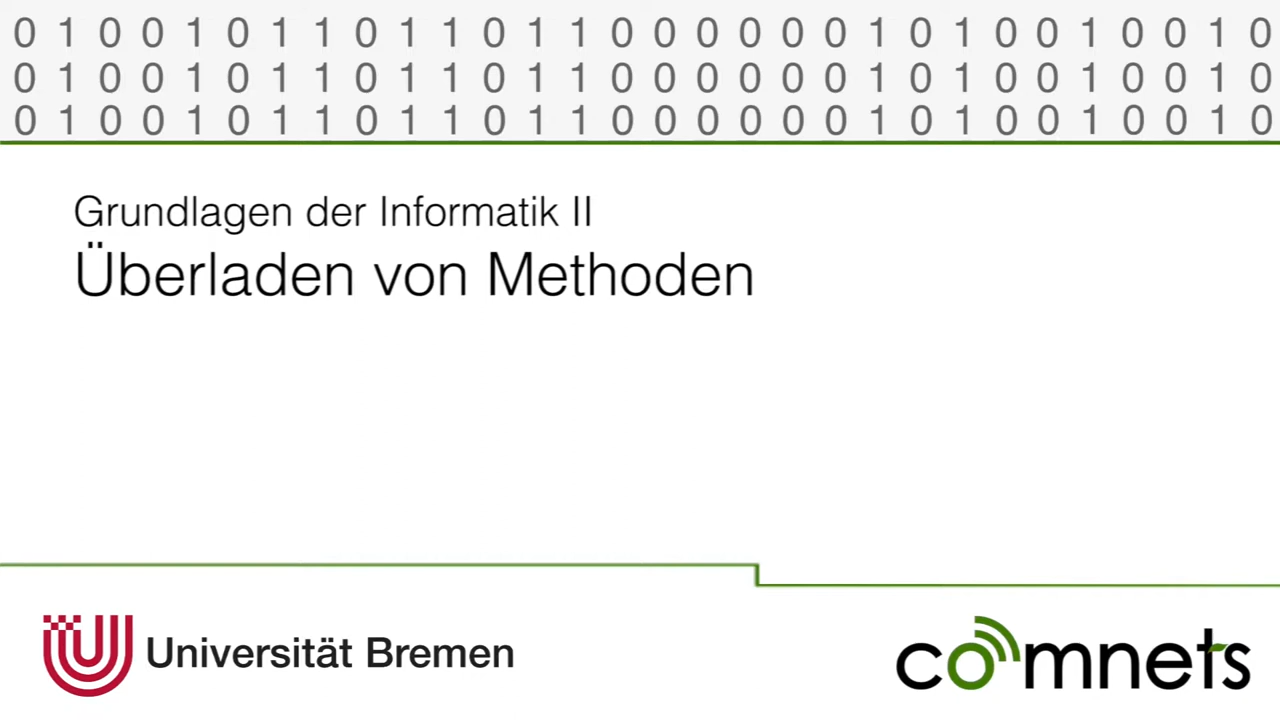 0 1 0 0 1 0 1 1 0 1 1 0 1 1 0 0 0 0 0 0 1 0 1 0 0 1 0 0 1 0
0 1 0 0 1 0 1 1 0 1 1 0 1 1 0 0 0 0 0 0 1 0 1 0 0 1 0 0 1 0
0 1 0 0 1 0 1 1 0 1 1 0 1 1 0 0 0 0 0 0 1 0 1 0 0 1 0 0 1 0
Grundlagen der Informatik II
Überladen von Methoden
Universität Bremen
comnets